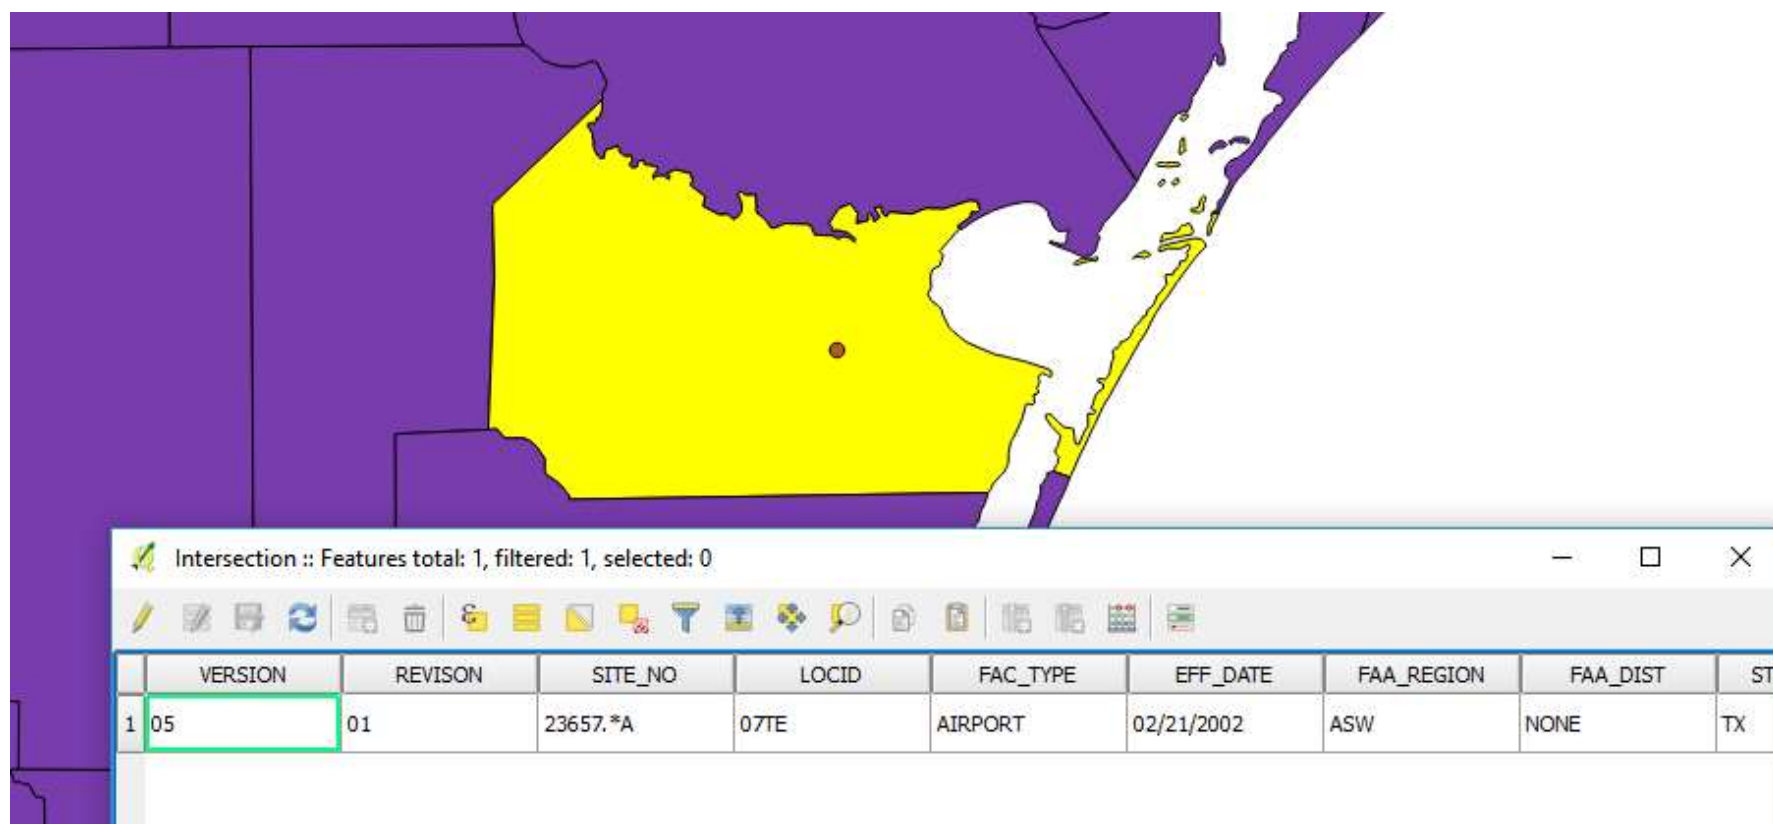 Intersection :: Features total: 1, filtered: 1, selected: 0
VERSION REVISON SITE_NO LOCID FAC_TYPE EFF_DATE FAA_REGION FAA_DIST ST
1 05 01 23657.*A 07TE AIRPORT 02/21/2002 ASW NONE TX